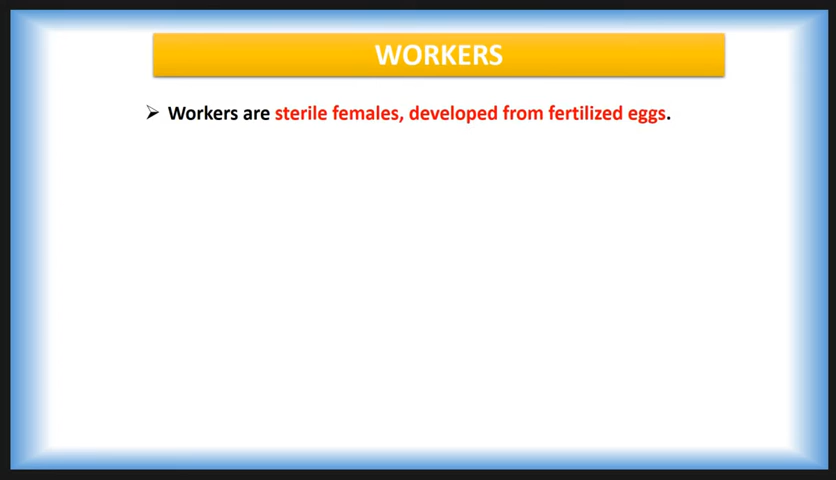 WORKERS
➢ Workers are sterile females, developed from fertilized eggs.